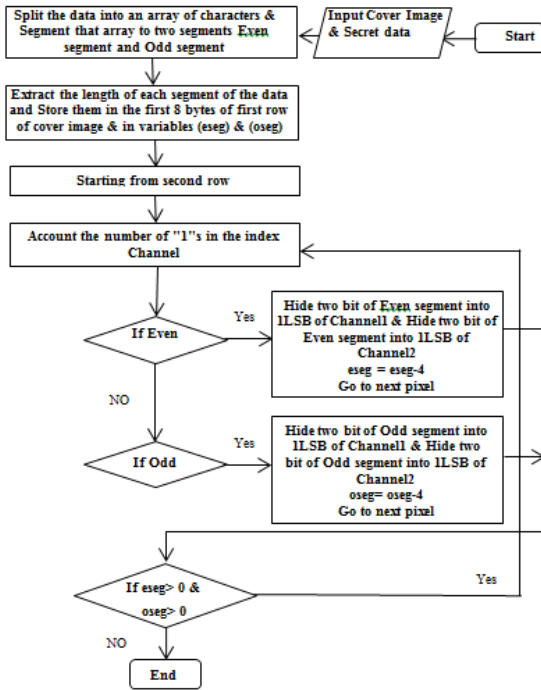 Start
Input Cover Image
& Secret data
Split the data into an array of characters &
Segment that array to two segments Even
segment and Odd segment
Extract the length of each segment of the data
and Store them in the first 8 bytes of first row
of cover image & in variables (eseg) & (oseg)
Starting from second row
Account the number of "1"s in the index
Channel
If Even
Yes
Hide two bit of Even segment into
1LSB of Channel1 & Hide two bit of
Even segment into 1LSB of
Channel2
eseg = eseg-4
Go to next pixel
NO
If Odd
Yes
Hide two bit of Odd segment into
1LSB of Channel1 & Hide two
bit of Odd segment into 1LSB of
Channel2
oseg= oseg-4
Go to next pixel
If eseg> 0 &
oseg> 0
Yes
NO
End